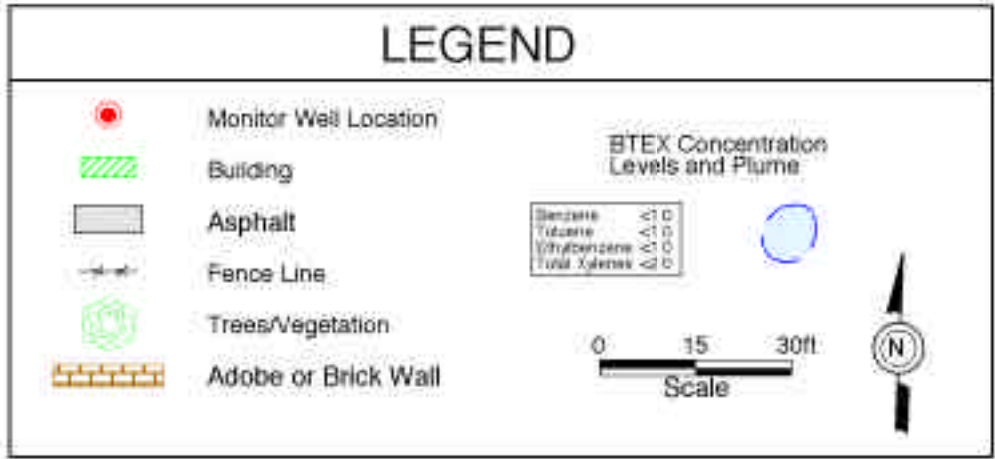 LEGEND
Monitor Well Location
Building
Asphalt
Fence Line
Trees/Vegetation
Adobe or Brick Wall
BTEX Concentration
Levels and Plume
Benzene <1.0
Toluene <1.0
Ethylbenzene <1.0
Total Xylenes <2.0
0 15 30ft
Scale
N